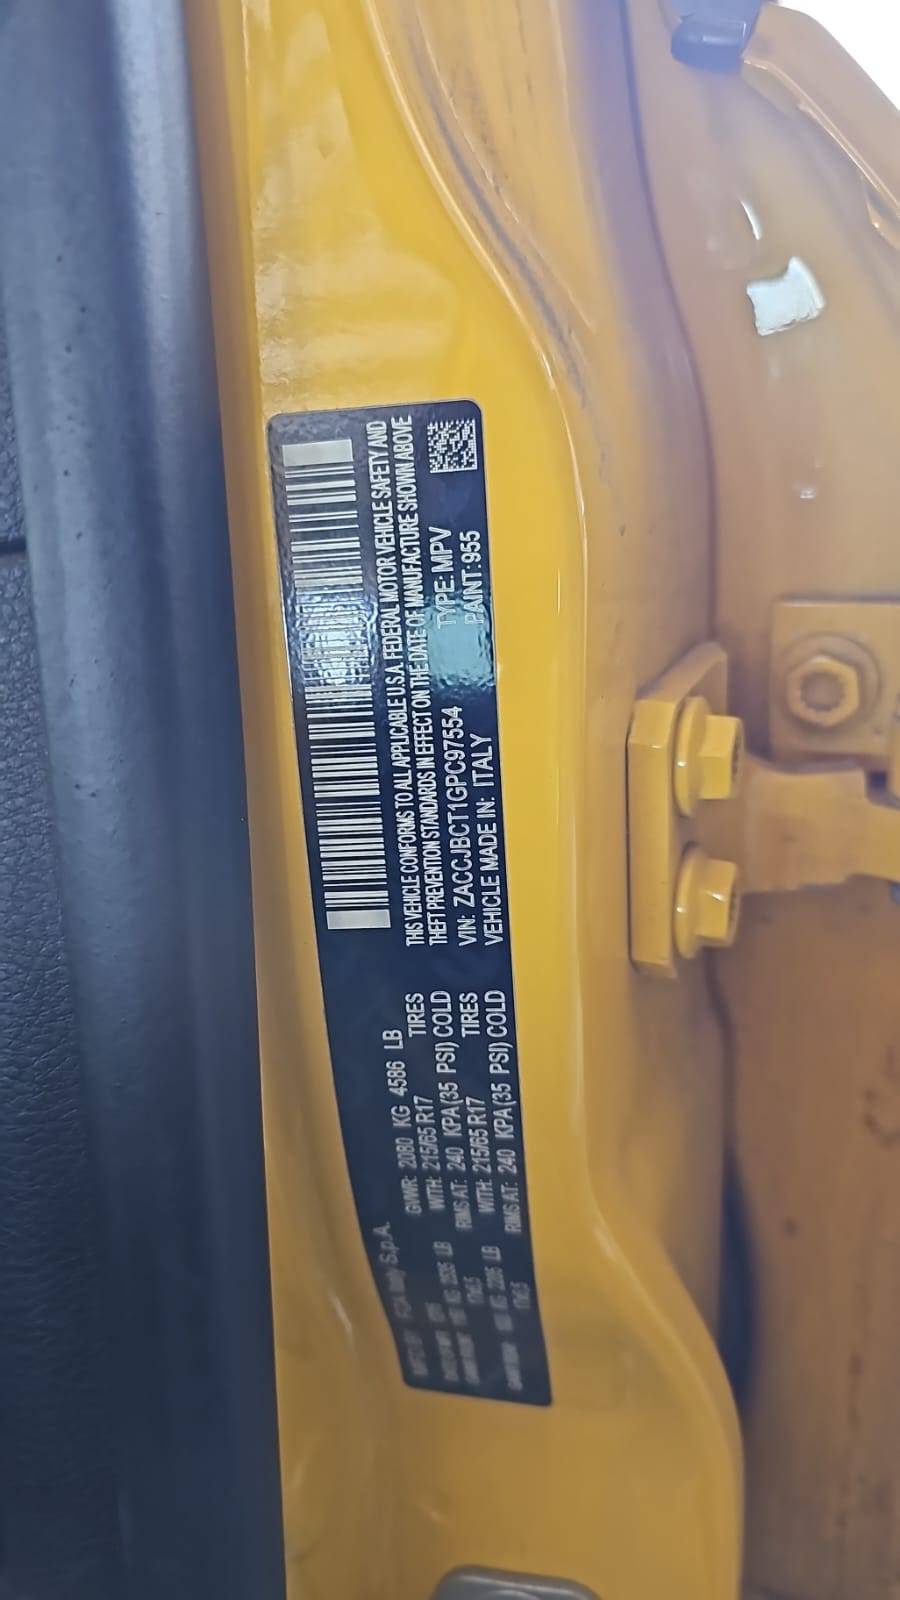 FCA Italy S.p.A.
GVWR: 2080 KG 4586 LB
TIRES
WITH: 215/65 R17
RIMS AT: 240 KPA(35 PSI) COLD
TIRES
WITH: 215/65 R17
RIMS AT: 240 KPA(35 PSI) COLD
THIS VEHICLE CONFORMS TO ALL APPLICABLE U.S.A. FEDERAL MOTOR VEHICLE SAFETY AND
THEFT PREVENTION STANDARDS IN EFFECT ON THE DATE OF MANUFACTURE SHOWN ABOVE
VIN: ZACCJBCT1GPC97554 TYPE: MPV
VEHICLE MADE IN: ITALY PAINT: 955